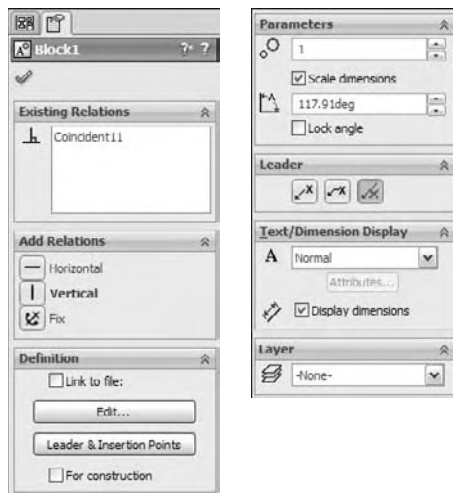 Block1
Existing Relations
Coincident11
Add Relations
Horizontal
Vertical
Fix
Definition
Link to file:
Edit...
Leader & Insertion Points
For construction
Parameters
1
Scale dimensions
117.91deg
Lock angle
Leader
Text/Dimension Display
A Normal
Attributes...
Display dimensions
Layer
-None-